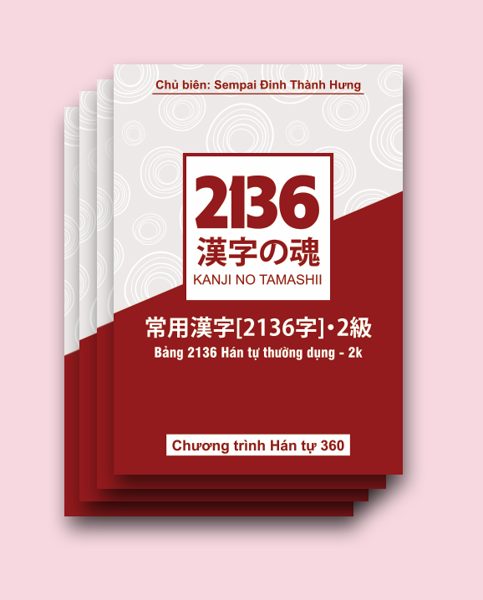 Chủ biên: Sempai Đinh Thành Hưng
2136
漢字の魂
KANJI NO TAMASHII
常用漢字[2136字]・2級
Bảng 2136 Hán tự thường dụng - 2k
Chương trình Hán tự 360